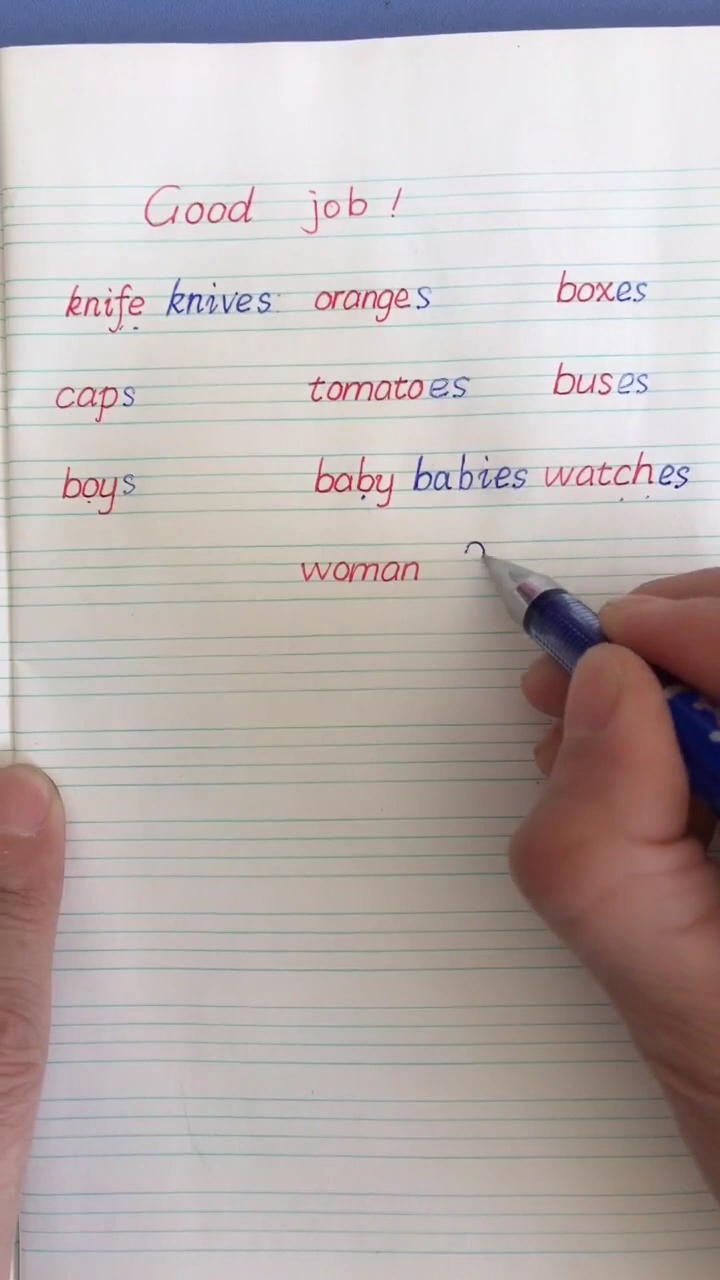 Good job!
knife knives oranges boxes
caps tomatoes buses
boys baby babies watches
woman